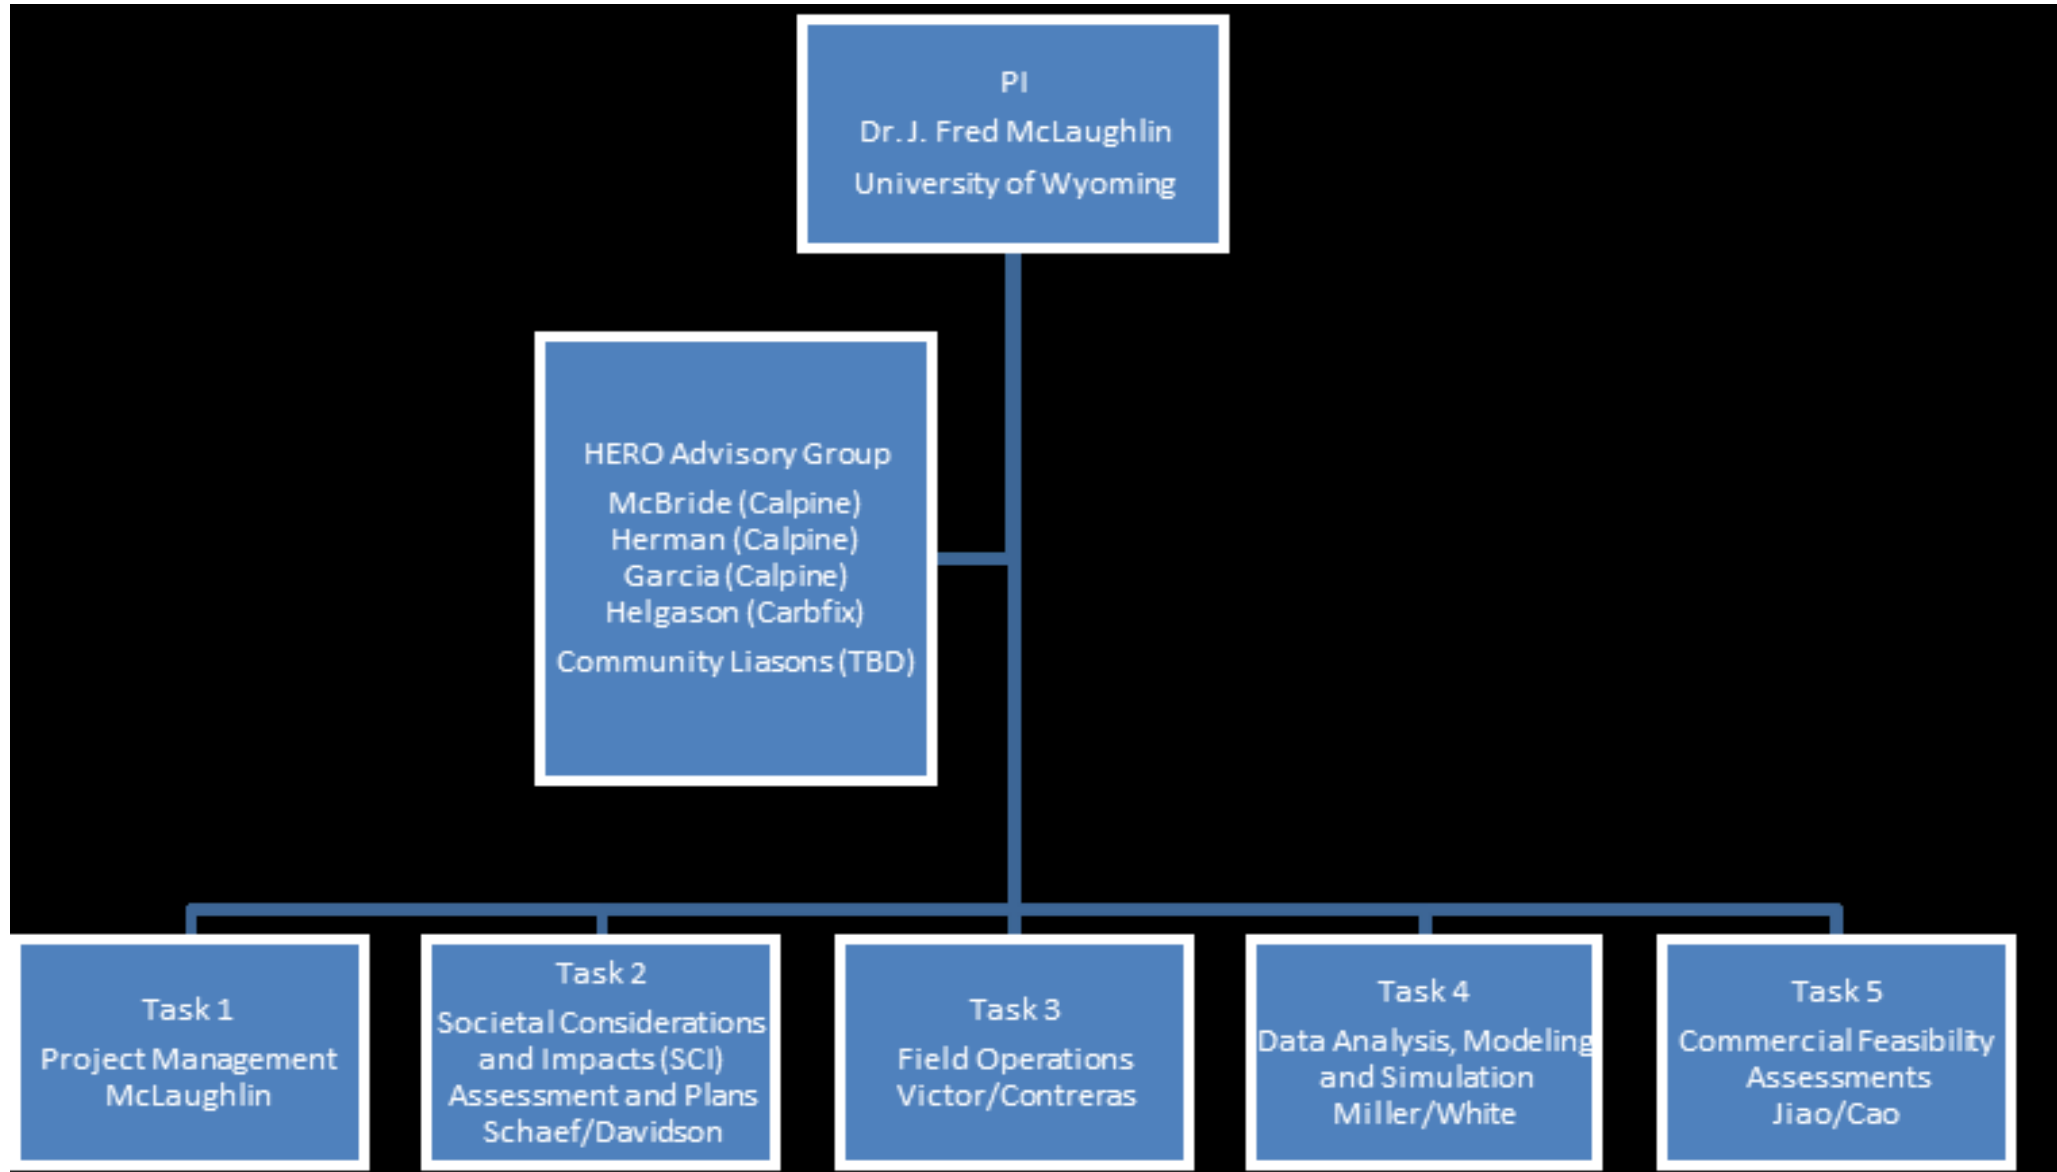 PI
Dr. J. Fred McLaughlin
University of Wyoming
HERO Advisory Group
McBride (Calpine)
Herman (Calpine)
Garcia (Calpine)
Helgason (Carbfix)
Community Liasons (TBD)
Task 1
Project Management
McLaughlin
Task 2
Societal Considerations
and Impacts (SCI)
Assessment and Plans
Schaef/Davidson
Task 3
Field Operations
Victor/Contreras
Task 4
Data Analysis, Modeling
and Simulation
Miller/White
Task 5
Commercial Feasibility
Assessments
Jiao/Cao